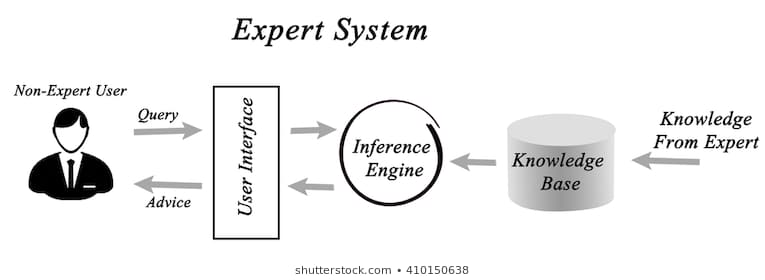 Expert System
Non-Expert User
Query
Advice
User Interface
Inference
Engine
Knowledge
Base
Knowledge
From Expert
shutterstock.com • 410150638